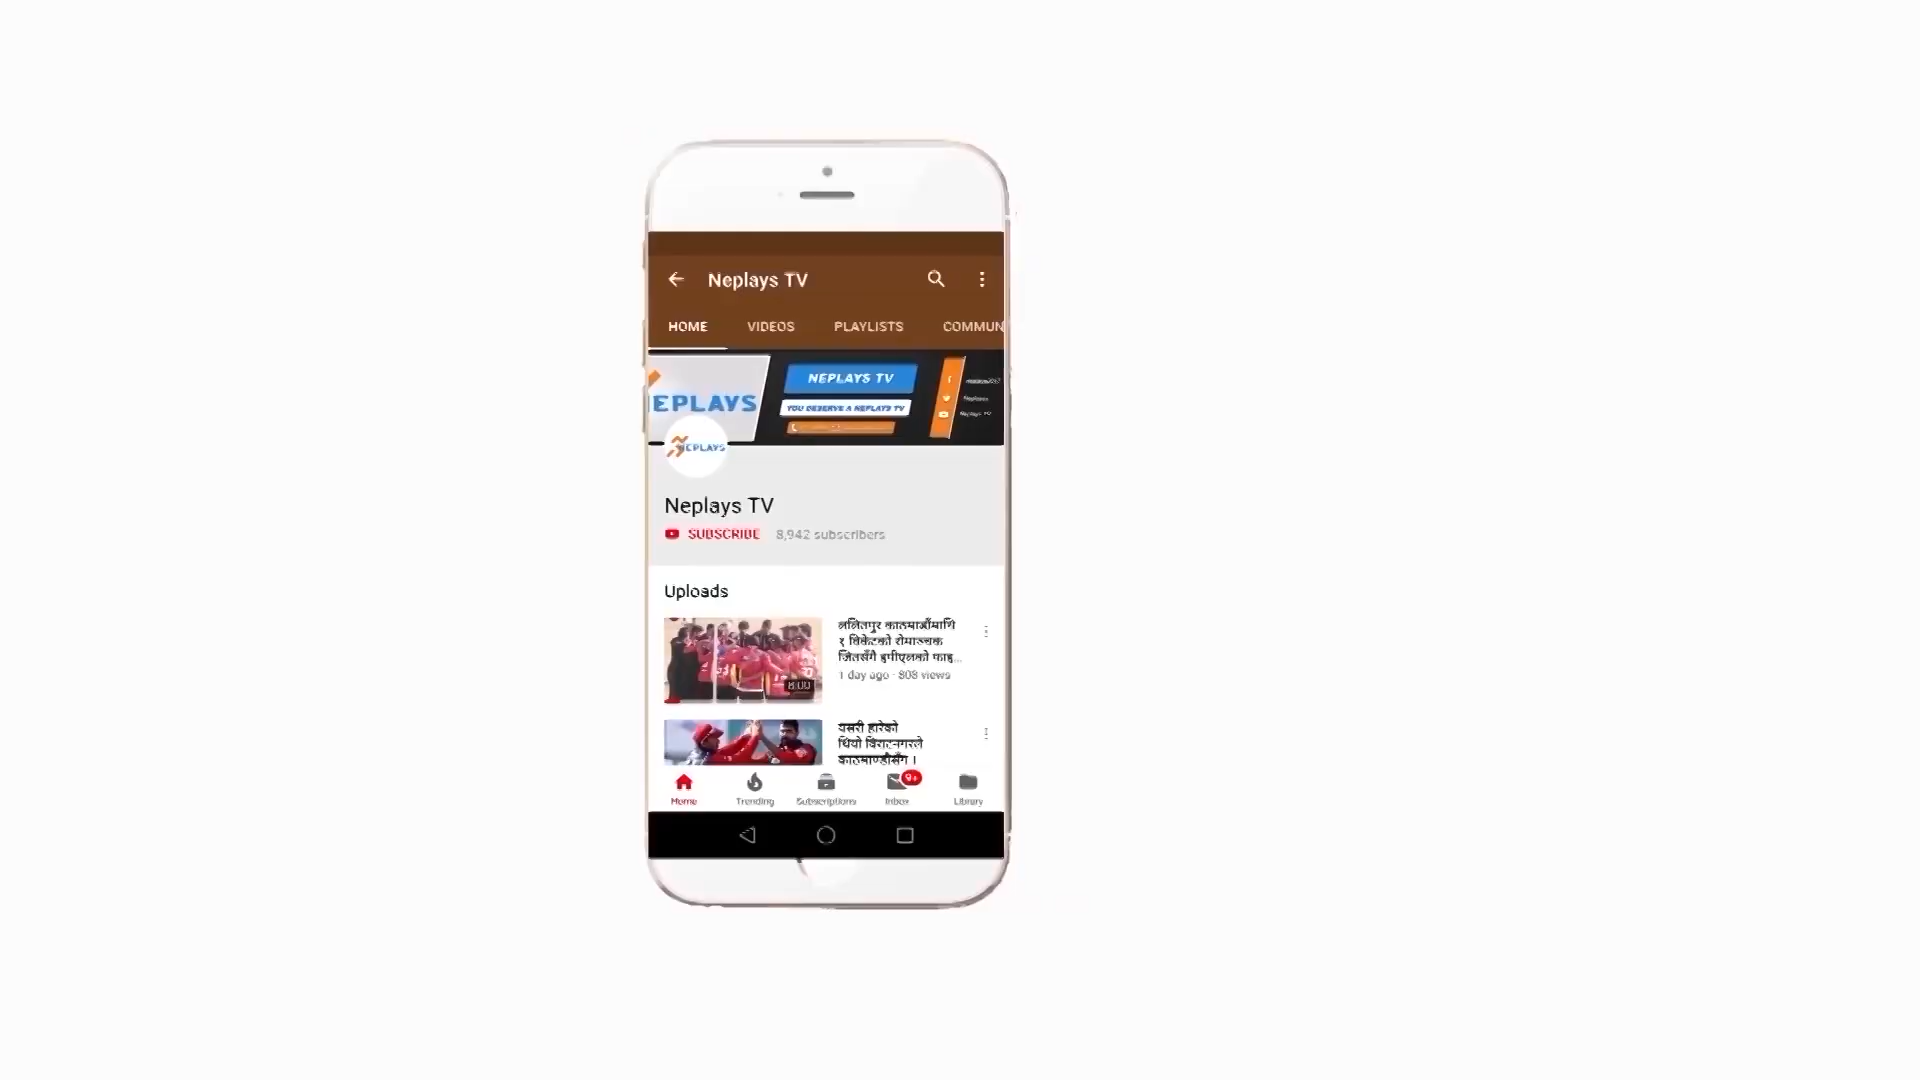 Neplays TV
HOME VIDEOS PLAYLISTS COMMUN
EPLAYS
NEPLAYS TV
YOU DESERVE A NEPLAYS TV
NEPLAYS
Neplays TV
SUBSCRIBE 8,942 subscribers
Uploads
ललितपुर काठमाडौंमाथि
१ विकेटको रोमाञ्चक
जितसँगै इपीएलको फाइ...
1 day ago · 808 views
8:00
यसरी हारेको
थियो विराटनगरले
काठमाण्डौसँग ।
9+
Home Trending Subscriptions Inbox Library